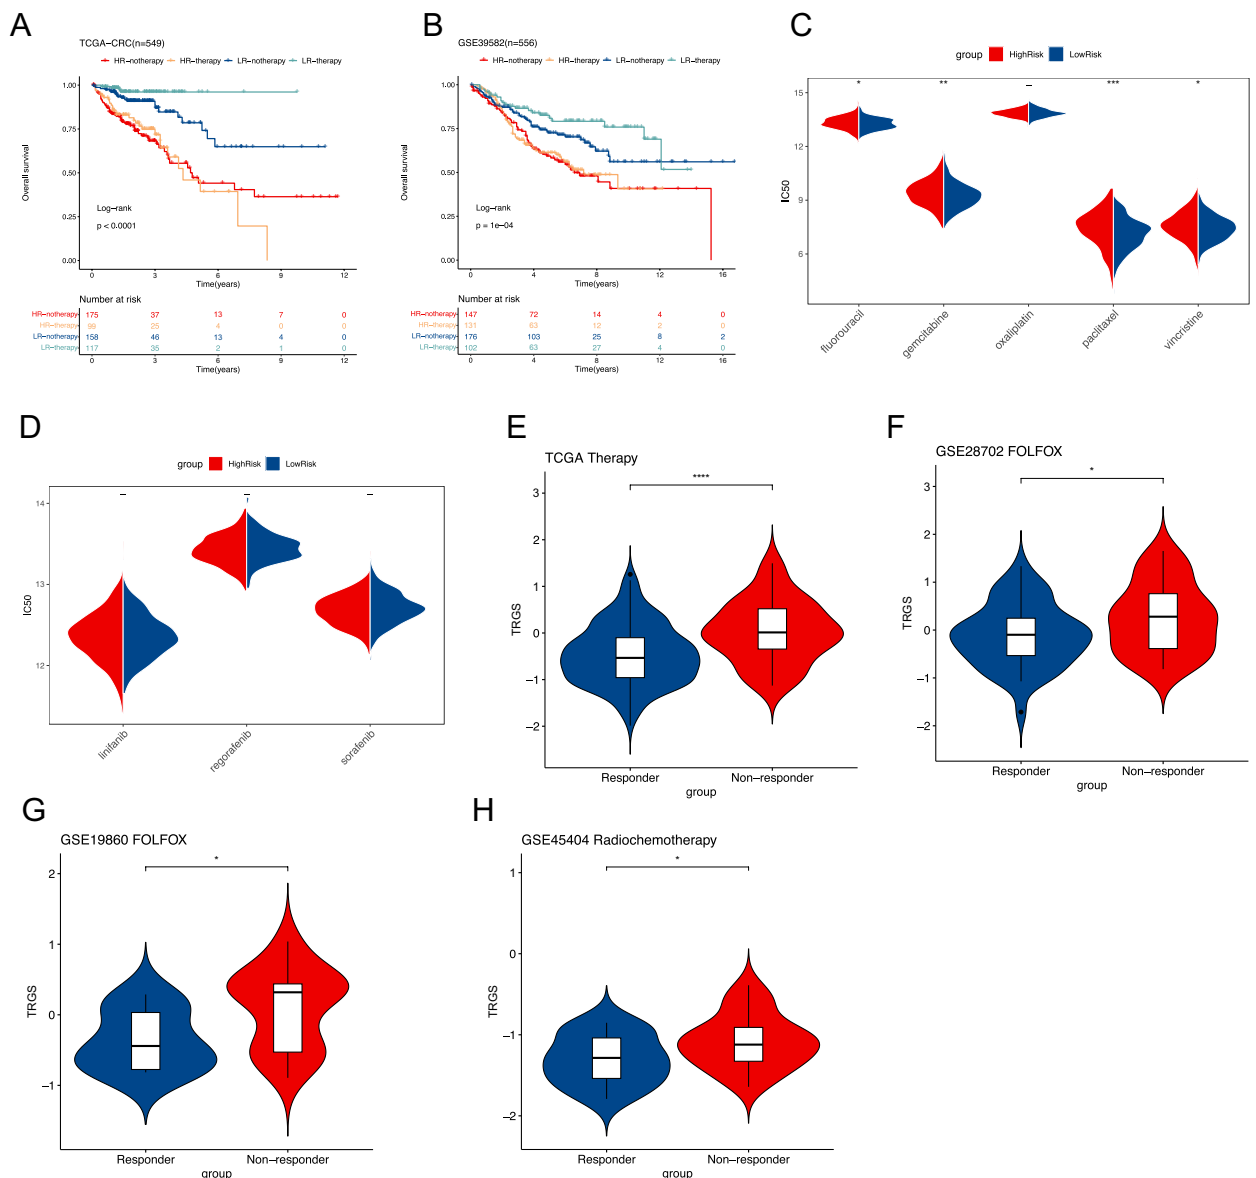 A
TCGA−CRC(n=549)
HR−notherapy HR−therapy LR−notherapy LR−therapy
Overall survival
1.00
0.75
0.50
0.25
0.00
Log−rank
p < 0.0001
0 3 6 9 12
Time(years)
Number at risk
HR−notherapy 175 37 13 7 0
HR−therapy 99 25 4 0 0
LR−notherapy 158 46 13 4 0
LR−therapy 117 35 2 1 0
0 3 6 9 12
Time(years)
B
GSE39582(n=556)
HR−notherapy HR−therapy LR−notherapy LR−therapy
Overall survival
1.00
0.75
0.50
0.25
0.00
Log−rank
p = 1e−04
0 4 8 12 16
Time(years)
Number at risk
HR−notherapy 147 72 14 4 0
HR−therapy 131 63 12 2 0
LR−notherapy 176 103 25 8 2
LR−therapy 102 63 27 4 0
0 4 8 12 16
Time(years)
C
group HighRisk LowRisk
* ** – *** *
IC50
15
12
9
6
fluorouracil
gemcitabine
oxaliplatin
paclitaxel
vincristine
D
group HighRisk LowRisk
– – –
IC50
14
13
12
linifanib
regorafenib
sorafenib
E
TCGA Therapy
****
TRGS
3
2
1
0
−1
−2
Responder Non−responder
group
F
GSE28702 FOLFOX
*
TRGS
3
2
1
0
−1
−2
Responder Non−responder
group
G
GSE19860 FOLFOX
*
TRGS
2
1
0
−1
Responder Non−responder
group
H
GSE45404 Radiochemotherapy
*
TRGS
1
0
−1
−2
Responder Non−responder
group